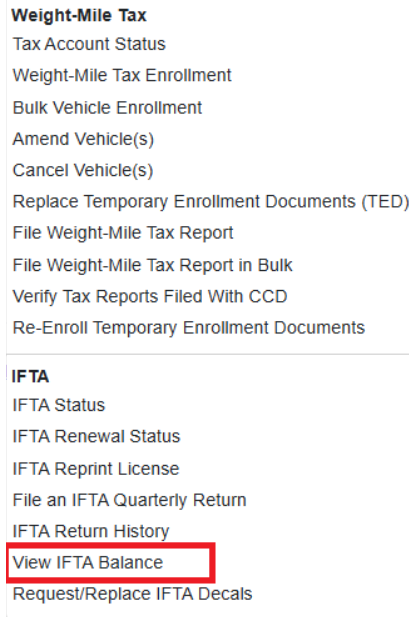 Weight-Mile Tax
Tax Account Status
Weight-Mile Tax Enrollment
Bulk Vehicle Enrollment
Amend Vehicle(s)
Cancel Vehicle(s)
Replace Temporary Enrollment Documents (TED)
File Weight-Mile Tax Report
File Weight-Mile Tax Report in Bulk
Verify Tax Reports Filed With CCD
Re-Enroll Temporary Enrollment Documents
IFTA
IFTA Status
IFTA Renewal Status
IFTA Reprint License
File an IFTA Quarterly Return
IFTA Return History
View IFTA Balance
Request/Replace IFTA Decals